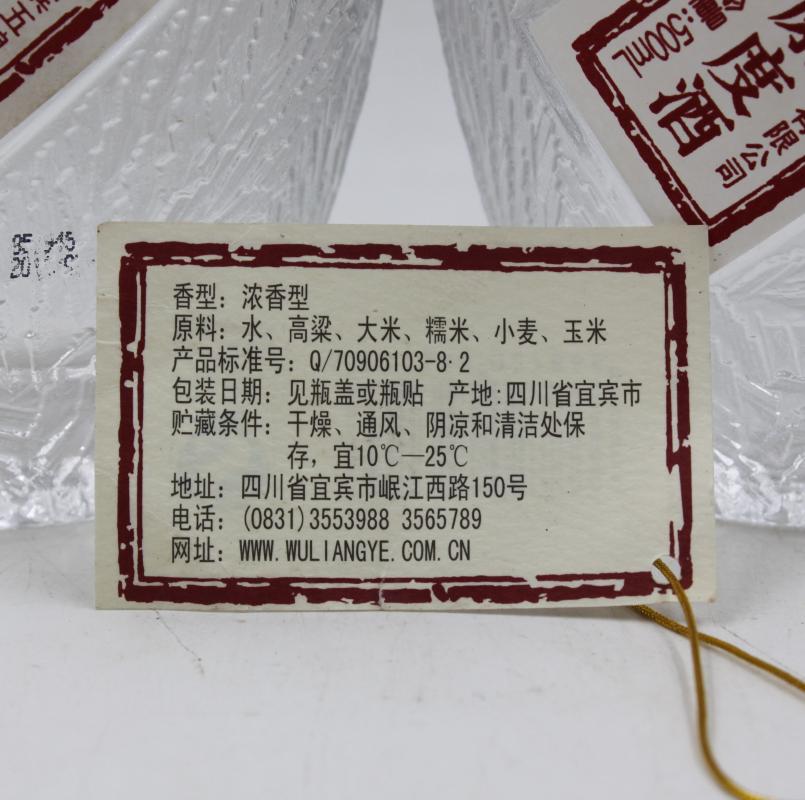 香型：浓香型
原料：水、高粱、大米、糯米、小麦、玉米
产品标准号：Q/70906103-8·2
包装日期：见瓶盖或瓶贴 产地:四川省宜宾市
贮藏条件：干燥、通风、阴凉和清洁处保
存，宜10℃—25℃
地址：四川省宜宾市岷江西路150号
电话：(0831)3553988 3565789
网址：WWW.WULIANGYE.COM.CN
度酒
:500mL
限公司